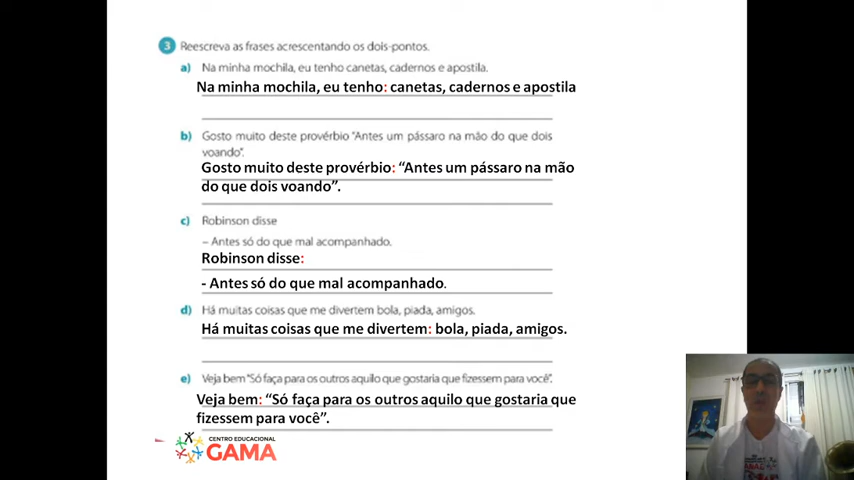 3 Reescreva as frases acrescentando os dois-pontos.
a) Na minha mochila, eu tenho canetas, cadernos e apostila.
Na minha mochila, eu tenho: canetas, cadernos e apostila
b) Gosto muito deste provérbio "Antes um pássaro na mão do que dois
voando".
Gosto muito deste provérbio: “Antes um pássaro na mão
do que dois voando”.
c) Robinson disse
– Antes só do que mal acompanhado.
Robinson disse:
- Antes só do que mal acompanhado.
d) Há muitas coisas que me divertem bola, piada, amigos.
Há muitas coisas que me divertem: bola, piada, amigos.
e) Veja bem "Só faça para os outros aquilo que gostaria que fizessem para você".
Veja bem: “Só faça para os outros aquilo que gostaria que
fizessem para você”.
CENTRO EDUCACIONAL
GAMA